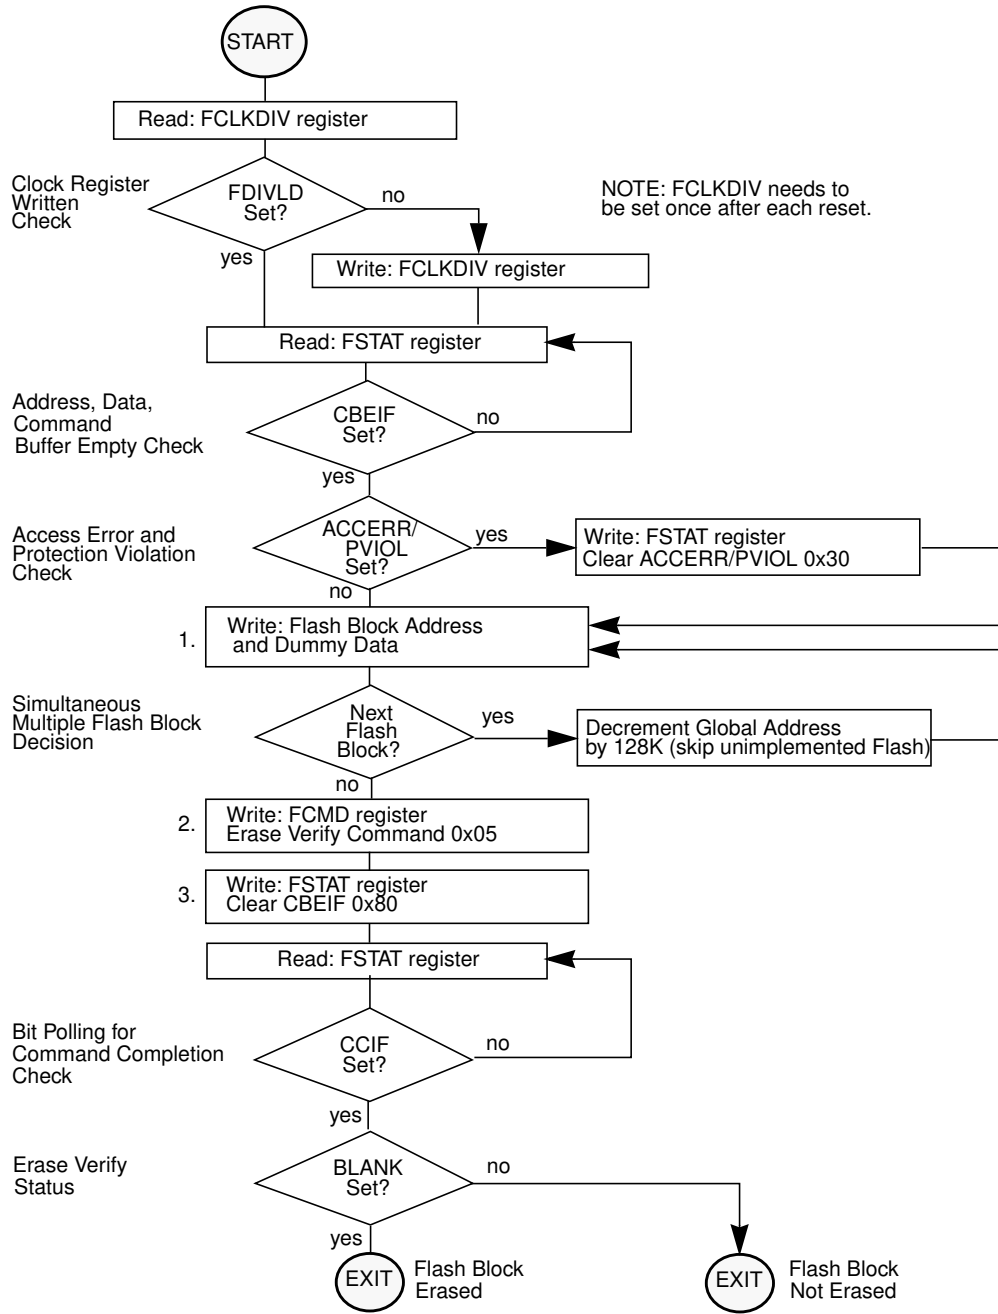 START
Read: FCLKDIV register
Clock Register
Written
Check
FDIVLD
Set?
no
yes
NOTE: FCLKDIV needs to
be set once after each reset.
Write: FCLKDIV register
Read: FSTAT register
Address, Data,
Command
Buffer Empty Check
CBEIF
Set?
no
yes
Access Error and
Protection Violation
Check
ACCERR/
PVIOL
Set?
yes
no
Write: FSTAT register
Clear ACCERR/PVIOL 0x30
1.
Write: Flash Block Address
and Dummy Data
Simultaneous
Multiple Flash Block
Decision
Next
Flash
Block?
yes
no
Decrement Global Address
by 128K (skip unimplemented Flash)
2.
Write: FCMD register
Erase Verify Command 0x05
3.
Write: FSTAT register
Clear CBEIF 0x80
Read: FSTAT register
Bit Polling for
Command Completion
Check
CCIF
Set?
no
yes
Erase Verify
Status
BLANK
Set?
no
yes
EXIT
Flash Block
Erased
EXIT
Flash Block
Not Erased